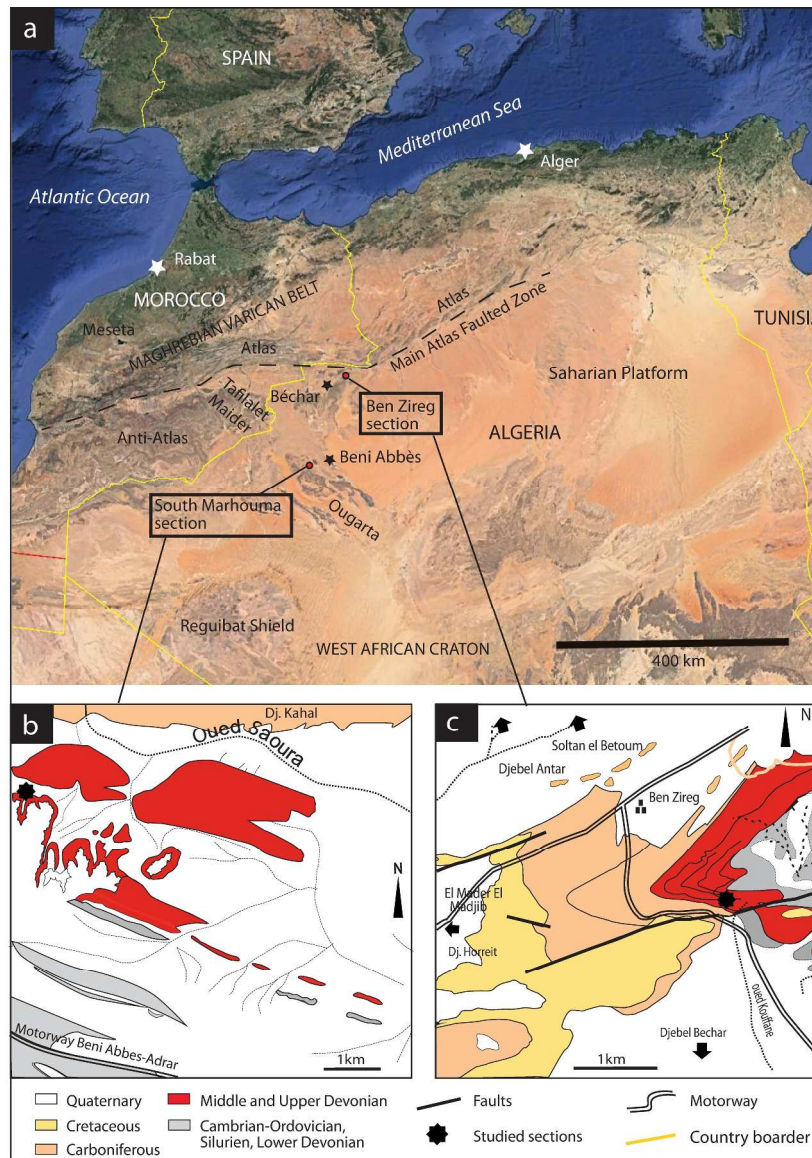 a
SPAIN
Mediterranean Sea
Alger
Atlantic Ocean
Rabat
MOROCCO
Meseta
MAGHREBIAN VARICAN BELT
Atlas
Atlas
Main Atlas Faulted Zone
TUNISIA
Saharian Platform
Tafilalet
Maider
Béchar
Ben Zireg
section
Anti-Atlas
ALGERIA
Beni Abbès
South Marhouma
section
Ougarta
Reguibat Shield
WEST AFRICAN CRATON
400 km
b
Dj. Kahal
Oued Saoura
N
Motorway Beni Abbes-Adrar
1km
c
N
Soltan el Betoum
Djebel Antar
Ben Zireg
El Mader El
Madjib
Dj. Horreit
oued Kouffane
Djebel Bechar
1km
Quaternary
Cretaceous
Carboniferous
Middle and Upper Devonian
Cambrian-Ordovician,
Silurien, Lower Devonian
Faults
Studied sections
Motorway
Country boarder